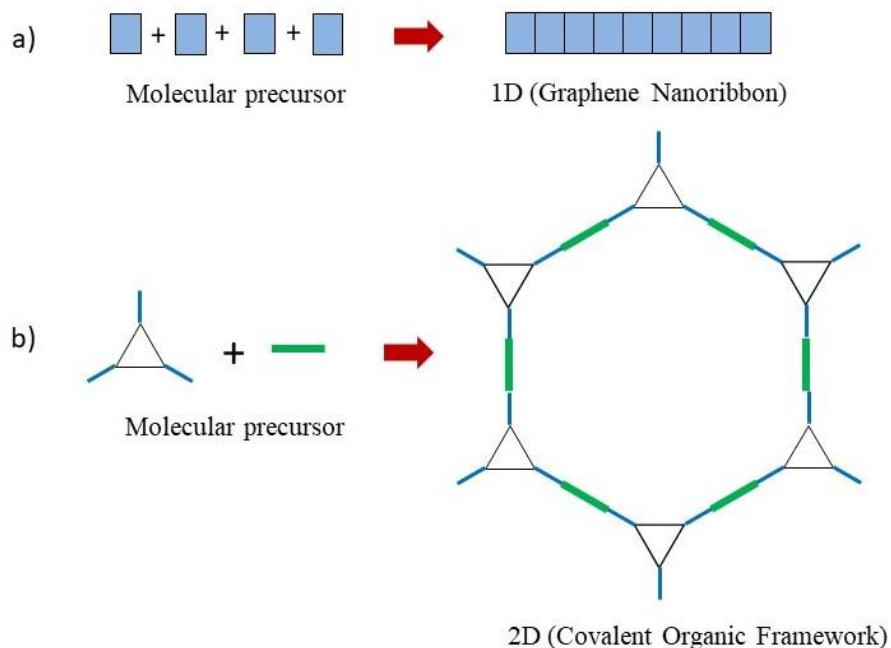 a)
+ + +
Molecular precursor
1D (Graphene Nanoribbon)
b)
+
Molecular precursor
2D (Covalent Organic Framework)